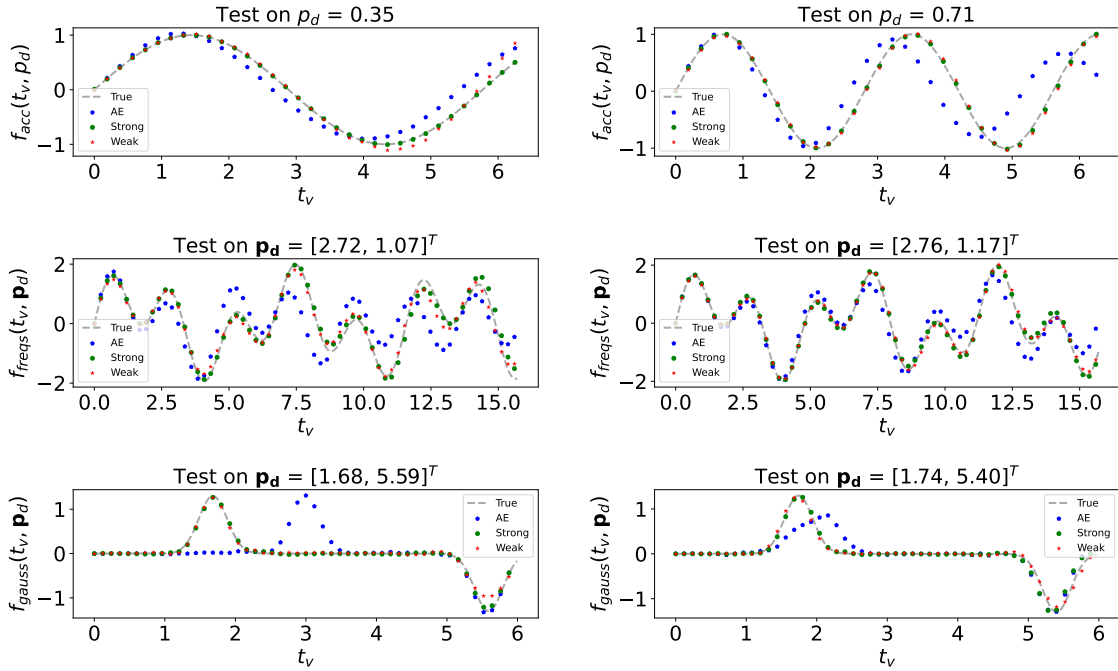 Test on p_d = 0.35
f_acc(t_v, p_d)
1
0
−1
True
AE
Strong
Weak
0 1 2 3 4 5 6
t_v
Test on p_d = 0.71
f_acc(t_v, p_d)
1
0
−1
True
AE
Strong
Weak
0 1 2 3 4 5 6
t_v
Test on 𝐩_𝐝 = [2.72, 1.07]^T
f_freqs(t_v, 𝐩_d)
2
0
−2
True
AE
Strong
Weak
0.0 2.5 5.0 7.5 10.0 12.5 15.0
t_v
Test on 𝐩_𝐝 = [2.76, 1.17]^T
f_freqs(t_v, 𝐩_d)
2
0
−2
True
AE
Strong
Weak
0.0 2.5 5.0 7.5 10.0 12.5 15.0
t_v
Test on 𝐩_𝐝 = [1.68, 5.59]^T
f_gauss(t_v, 𝐩_d)
1
0
−1
True
AE
Strong
Weak
0 1 2 3 4 5 6
t_v
Test on 𝐩_𝐝 = [1.74, 5.40]^T
f_gauss(t_v, 𝐩_d)
1
0
−1
True
AE
Strong
Weak
0 1 2 3 4 5 6
t_v